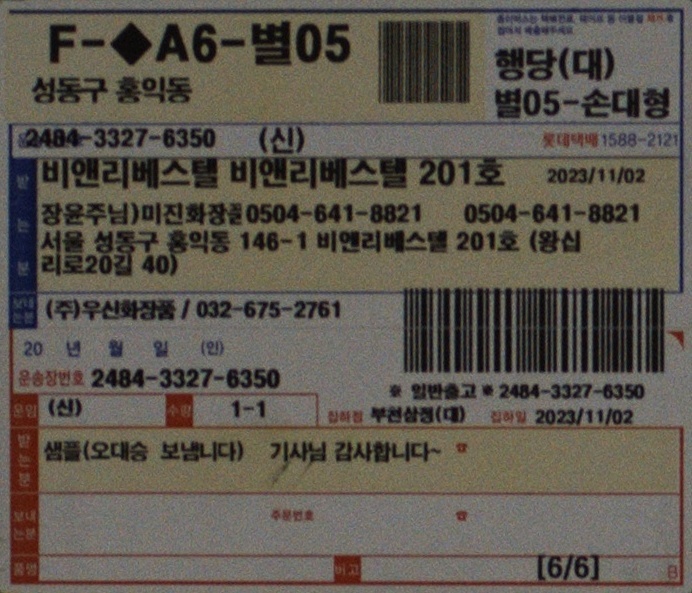 F-◆A6-별05
성동구 홍익동
행당(대)
별05-손대형
2484-3327-6350 (신)
롯데택배 1588-2121
받는분
비앤리베스텔 비앤리베스텔 201호 2023/11/02
장윤주님)미진화장품 0504-641-8821 0504-641-8821
서울 성동구 홍익동 146-1 비앤리베스텔 201호 (왕십
리로20길 40)
보내는분 (주)우신화장품 / 032-675-2761
20 년 월 일 (인)
운송장번호 2484-3327-6350
※ 일반출고 ※ 2484-3327-6350
운임 (신) 수량 1-1 집하점 부천삼정(대) 집하일 2023/11/02
받는분 샘플(오대승 보냄니다) 기사님 감사합니다~ ☎
보내는분 주문번호 ☎
품명 비고 [6/6] B